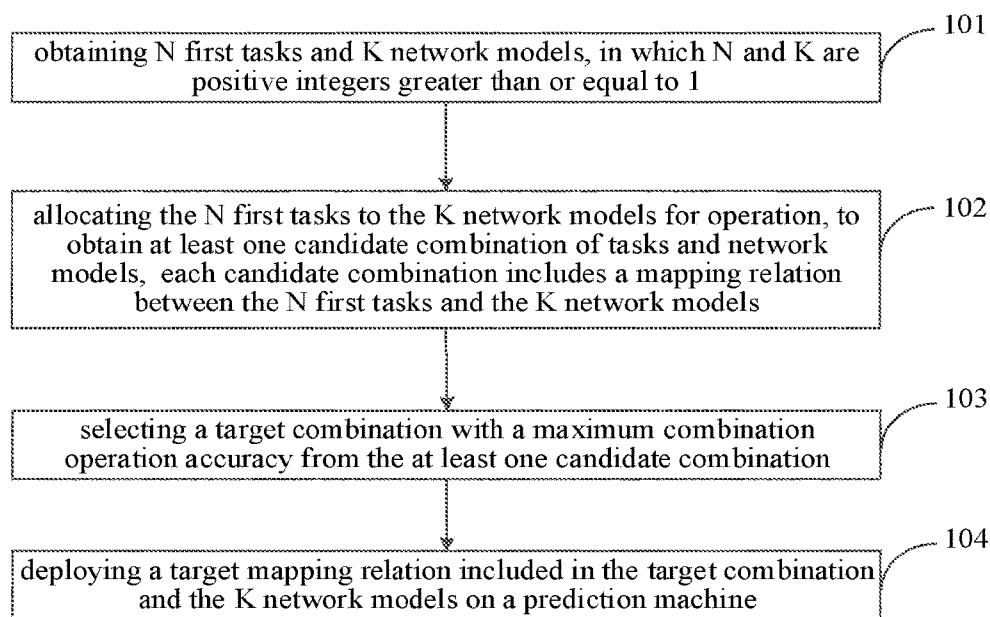 101
obtaining N first tasks and K network models, in which N and K are
positive integers greater than or equal to 1
102
allocating the N first tasks to the K network models for operation, to
obtain at least one candidate combination of tasks and network
models, each candidate combination includes a mapping relation
between the N first tasks and the K network models
103
selecting a target combination with a maximum combination
operation accuracy from the at least one candidate combination
104
deploying a target mapping relation included in the target combination
and the K network models on a prediction machine